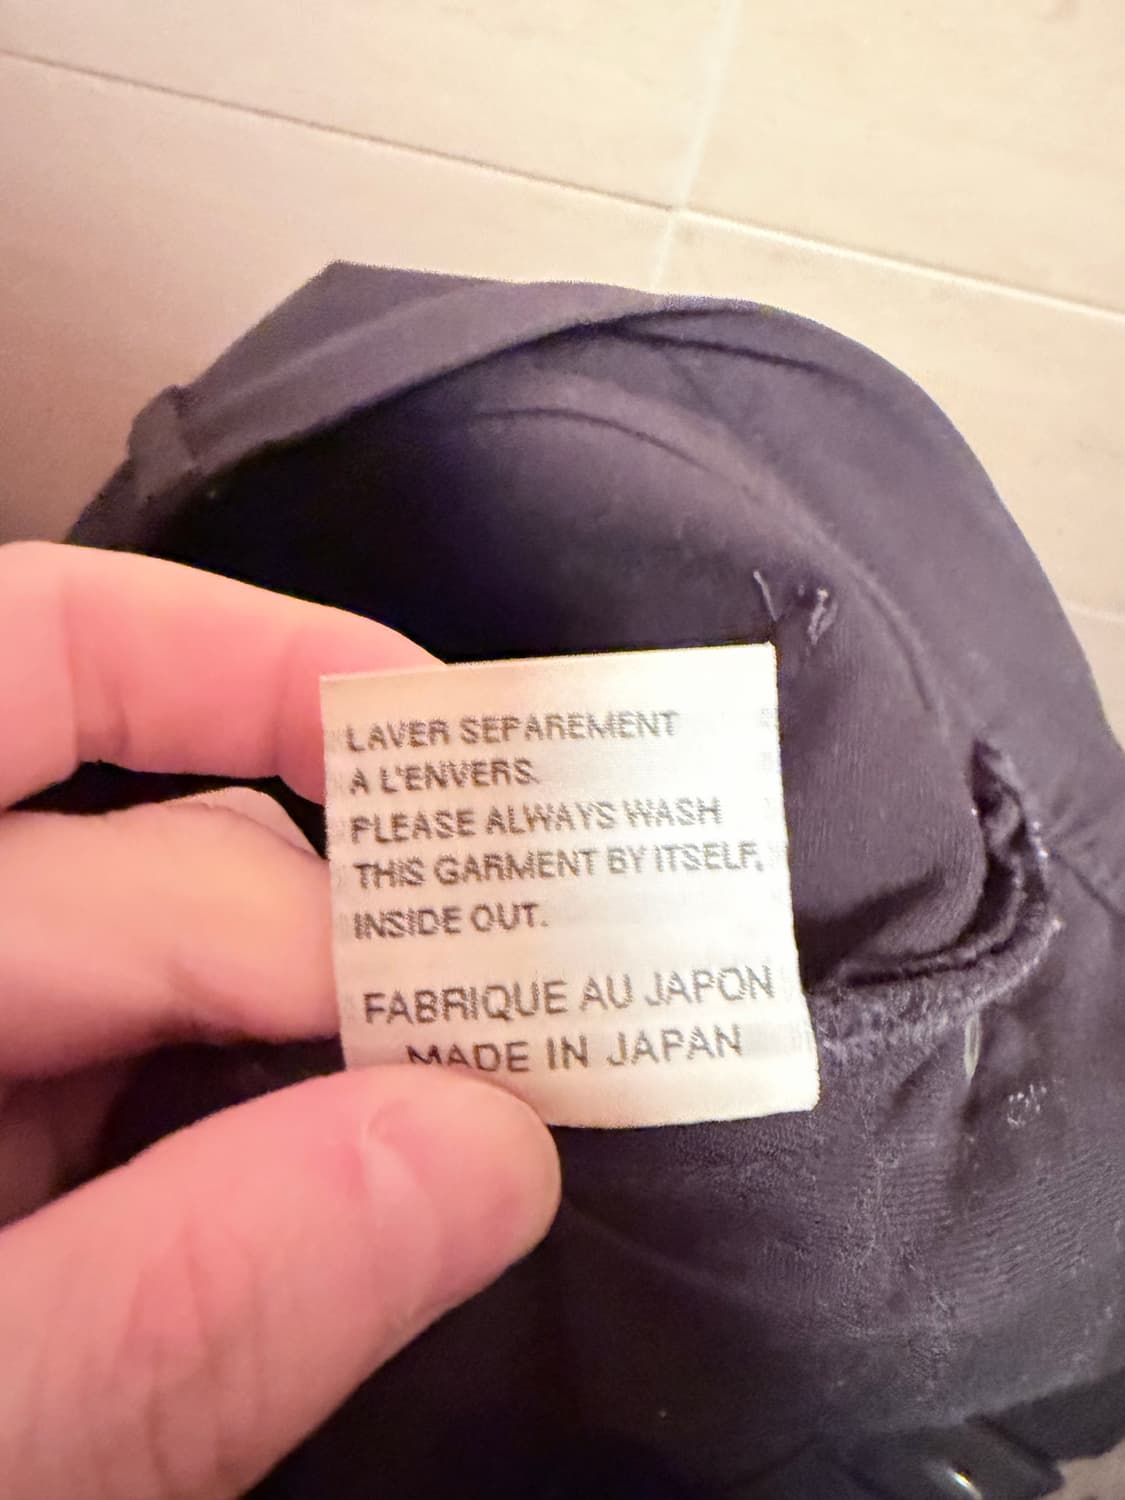 LAVER SEPAREMENT
A L'ENVERS.
PLEASE ALWAYS WASH
THIS GARMENT BY ITSELF,
INSIDE OUT.
FABRIQUE AU JAPON
MADE IN JAPAN